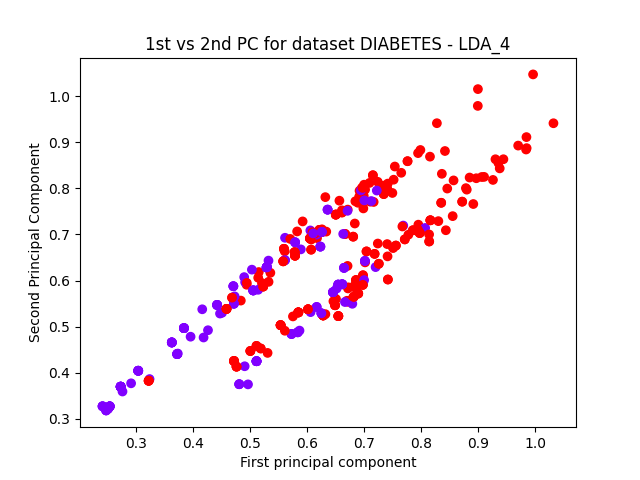 1st vs 2nd PC for dataset DIABETES - LDA_4
Second Principal Component
1.0
0.9
0.8
0.7
0.6
0.5
0.4
0.3
0.3 0.4 0.5 0.6 0.7 0.8 0.9 1.0
First principal component